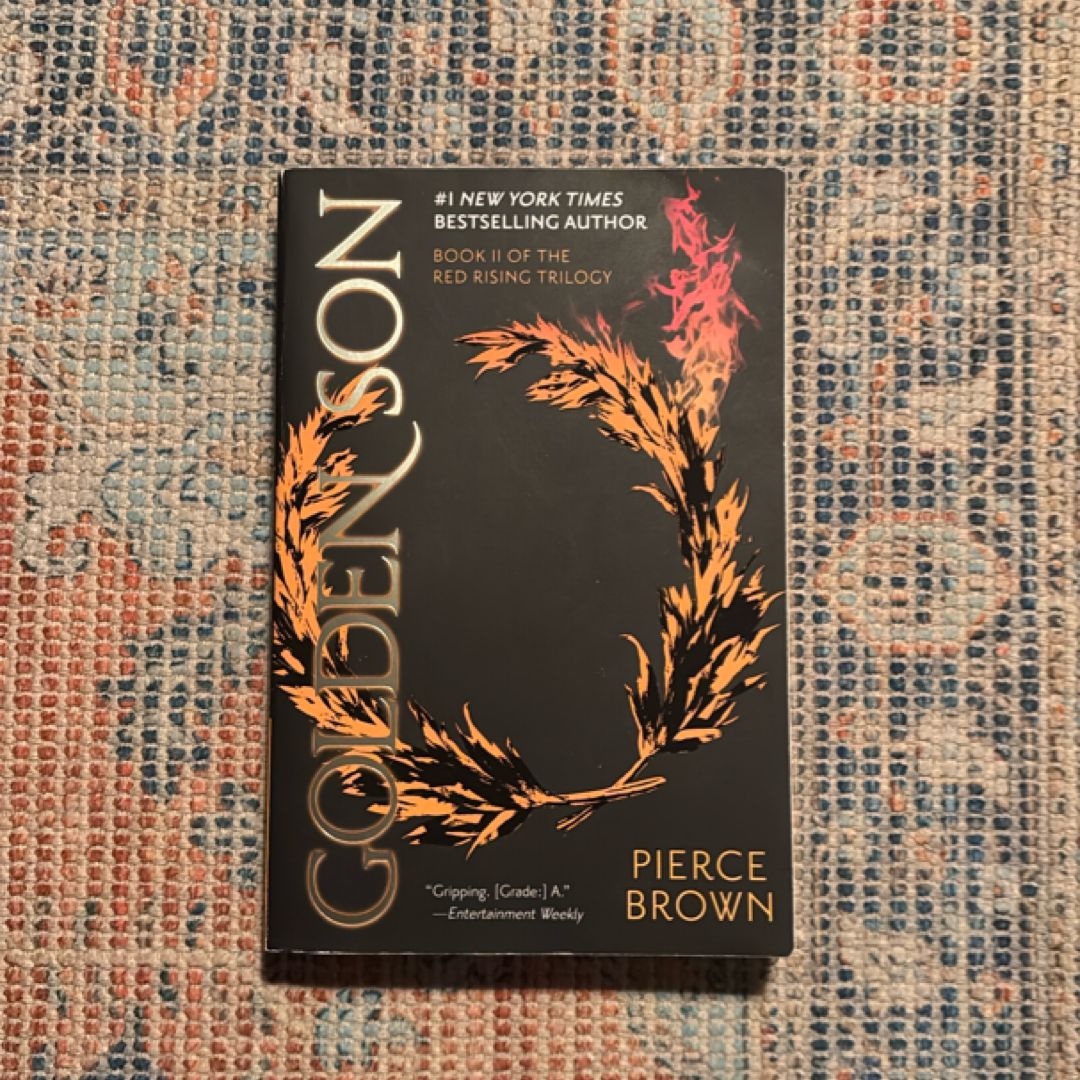 GOLDEN SON
#1 NEW YORK TIMES
BESTSELLING AUTHOR
BOOK II OF THE
RED RISING TRILOGY
"Gripping. [Grade:] A."
—Entertainment Weekly
PIERCE
BROWN